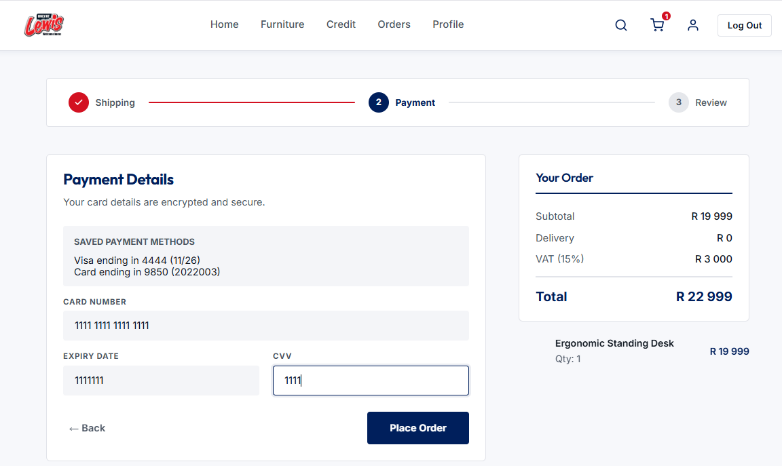 Lewis
Home Furniture Credit Orders Profile
1
Log Out
Shipping
2 Payment
3 Review
Payment Details
Your card details are encrypted and secure.
SAVED PAYMENT METHODS
Visa ending in 4444 (11/26)
Card ending in 9850 (2022003)
CARD NUMBER
1111 1111 1111 1111
EXPIRY DATE CVV
1111111 1111
← Back Place Order
Your Order
Subtotal R 19 999
Delivery R 0
VAT (15%) R 3 000
Total R 22 999
Ergonomic Standing Desk R 19 999
Qty: 1